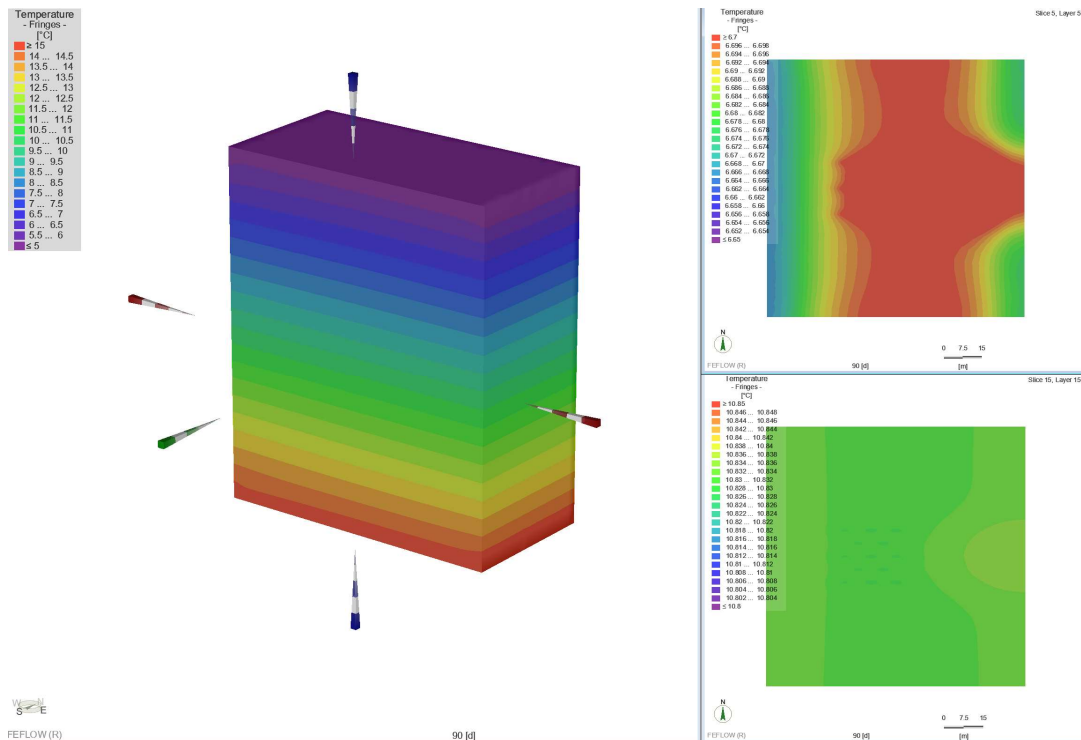 Temperature
- Fringes -
[°C]
≥ 15
14 ... 14.5
13.5 ... 14
13 ... 13.5
12.5 ... 13
12 ... 12.5
11.5 ... 12
11 ... 11.5
10.5 ... 11
10 ... 10.5
9.5 ... 10
9 ... 9.5
8.5 ... 9
8 ... 8.5
7.5 ... 8
7 ... 7.5
6.5 ... 7
6 ... 6.5
5.5 ... 6
≤ 5
W N
S E
FEFLOW (R)
90 [d]
Temperature
- Fringes -
[°C]
Slice 5, Layer 5
≥ 6.7
6.696 ... 6.698
6.694 ... 6.696
6.692 ... 6.694
6.69 ... 6.692
6.688 ... 6.69
6.686 ... 6.688
6.684 ... 6.686
6.682 ... 6.684
6.68 ... 6.682
6.678 ... 6.68
6.676 ... 6.678
6.674 ... 6.676
6.672 ... 6.674
6.67 ... 6.672
6.668 ... 6.67
6.666 ... 6.668
6.664 ... 6.666
6.662 ... 6.664
6.66 ... 6.662
6.658 ... 6.66
6.656 ... 6.658
6.654 ... 6.656
6.652 ... 6.654
≤ 6.65
N
0 7.5 15
FEFLOW (R)
90 [d]
[m]
Temperature
- Fringes -
[°C]
Slice 15, Layer 15
≥ 10.85
10.846 ... 10.848
10.844 ... 10.846
10.842 ... 10.844
10.84 ... 10.842
10.838 ... 10.84
10.836 ... 10.838
10.834 ... 10.836
10.832 ... 10.834
10.83 ... 10.832
10.828 ... 10.83
10.826 ... 10.828
10.824 ... 10.826
10.822 ... 10.824
10.82 ... 10.822
10.818 ... 10.82
10.816 ... 10.818
10.814 ... 10.816
10.812 ... 10.814
10.81 ... 10.812
10.808 ... 10.81
10.806 ... 10.808
10.804 ... 10.806
10.802 ... 10.804
≤ 10.8
N
0 7.5 15
FEFLOW (R)
90 [d]
[m]